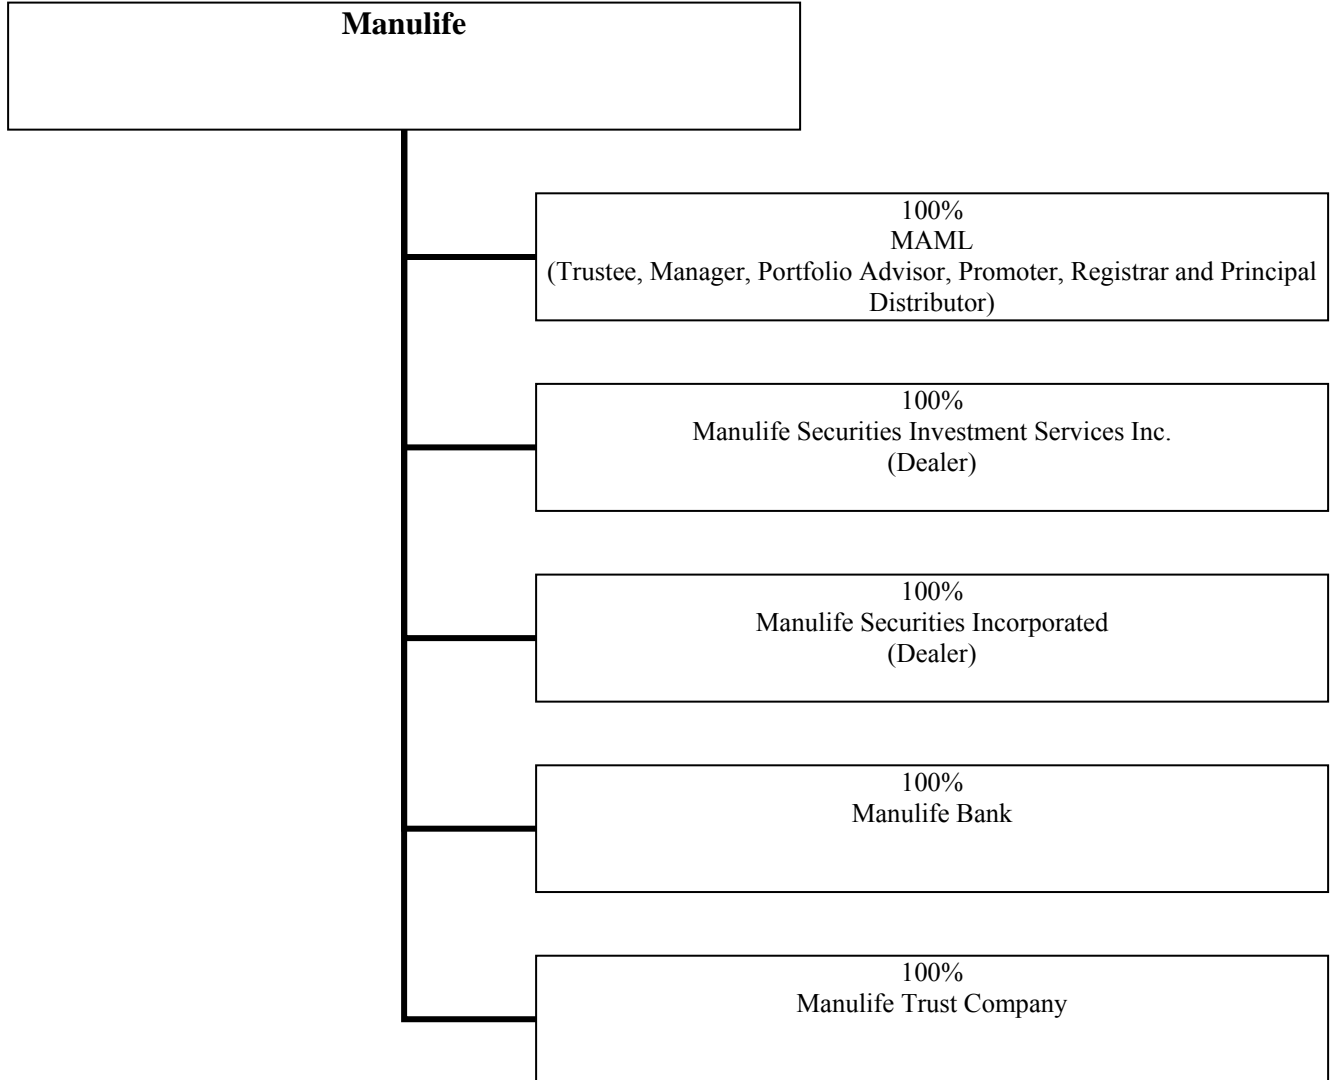 Manulife
100%
MAML
(Trustee, Manager, Portfolio Advisor, Promoter, Registrar and Principal
Distributor)
100%
Manulife Securities Investment Services Inc.
(Dealer)
100%
Manulife Securities Incorporated
(Dealer)
100%
Manulife Bank
100%
Manulife Trust Company